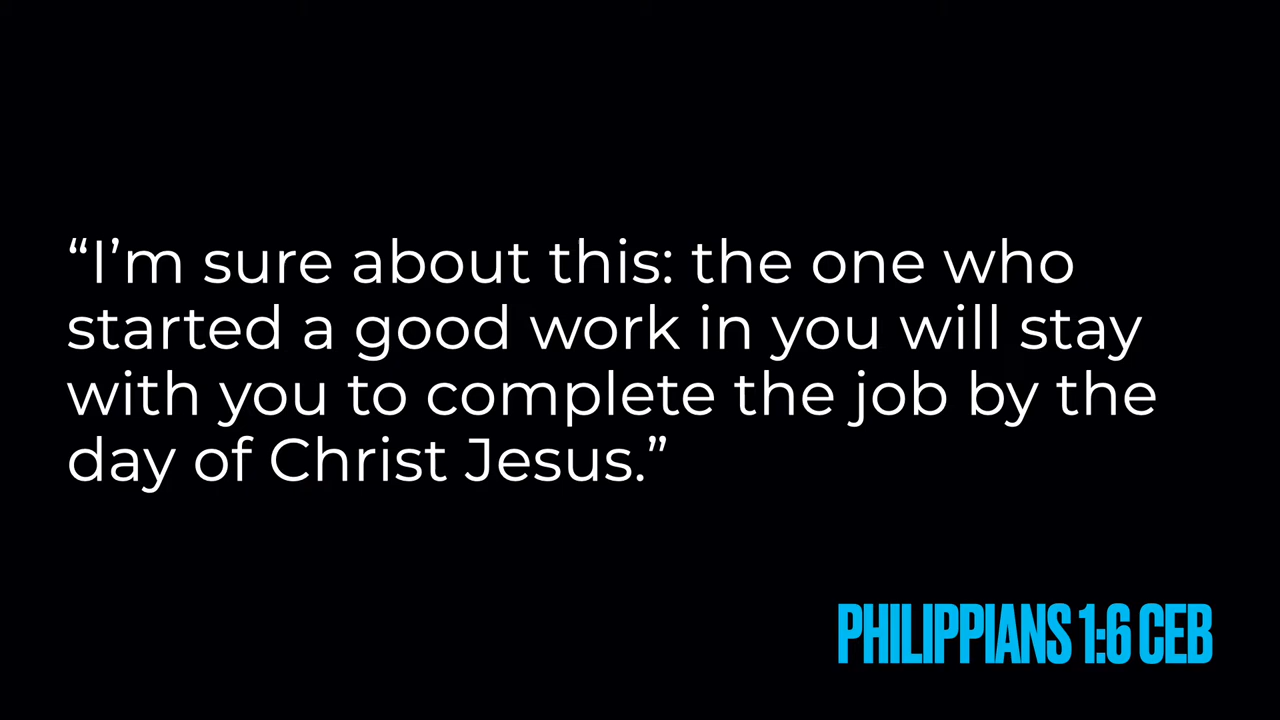 “I’m sure about this: the one who
started a good work in you will stay
with you to complete the job by the
day of Christ Jesus.”
PHILIPPIANS 1:6 CEB